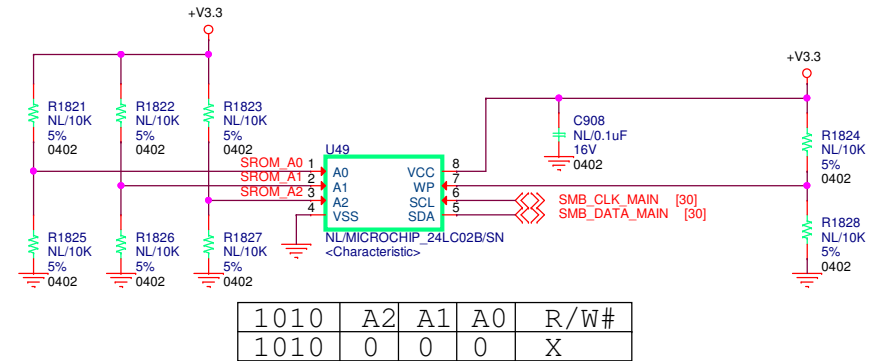 +V3.3
+V3.3
R1821
NL/10K
5%
0402
R1822
NL/10K
5%
0402
R1823
NL/10K
5%
0402
C908
NL/0.1uF
16V
0402
R1824
NL/10K
5%
0402
U49
SROM_A0 1
SROM_A1 2
SROM_A2 3
4
A0
A1
A2
VSS
VCC
WP
SCL
SDA
8
7
6
5
SMB_CLK_MAIN [30]
SMB_DATA_MAIN [30]
NL/MICROCHIP_24LC02B/SN
<Characteristic>
R1825
NL/10K
5%
0402
R1826
NL/10K
5%
0402
R1827
NL/10K
5%
0402
R1828
NL/10K
5%
0402
1010 A2 A1 A0 R/W#
1010 0 0 0 X